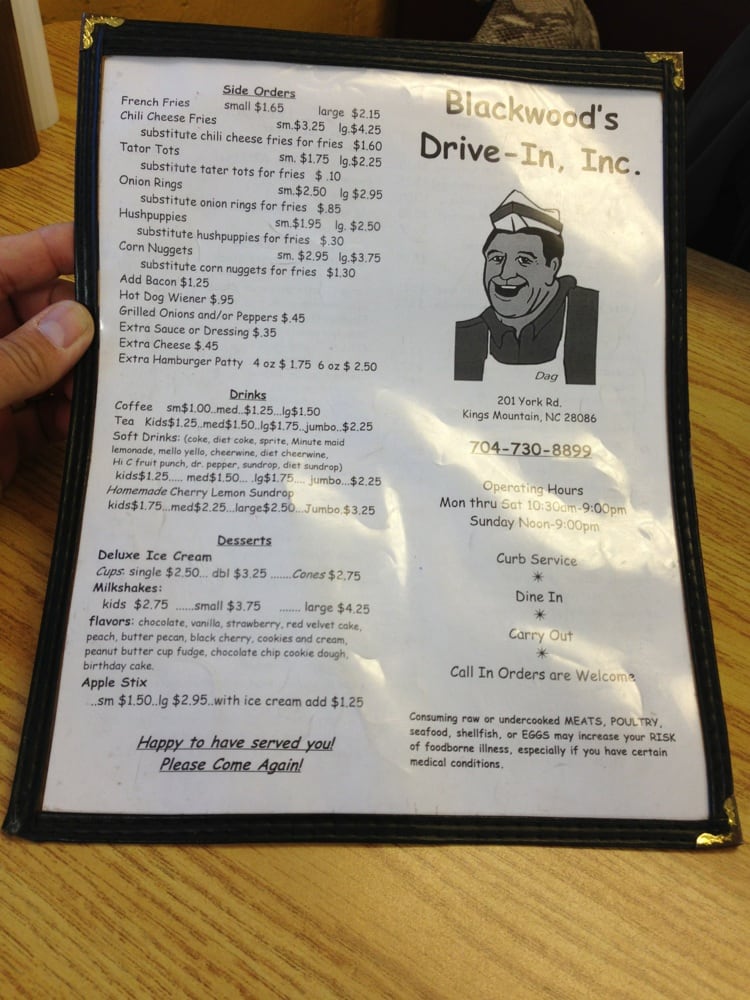 Side Orders
French Fries small $1.65 large $2.15
Chili Cheese Fries sm.$3.25 lg.$4.25
substitute chili cheese fries for fries $1.60
Tator Tots sm. $1.75 lg.$2.25
substitute tater tots for fries $ .10
Onion Rings sm.$2.50 lg $2.95
substitute onion rings for fries $.85
Hushpuppies sm.$1.95 lg. $2.50
substitute hushpuppies for fries $.30
Corn Nuggets sm. $2.95 lg.$3.75
substitute corn nuggets for fries $1.30
Add Bacon $1.25
Hot Dog Wiener $.95
Grilled Onions and/or Peppers $.45
Extra Sauce or Dressing $.35
Extra Cheese $.45
Extra Hamburger Patty 4 oz $ 1.75 6 oz $ 2.50
Drinks
Coffee sm$1.00..med..$1.25...lg$1.50
Tea Kids$1.25..med$1.50..lg$1.75..jumbo..$2.25
Soft Drinks: (coke, diet coke, sprite, Minute maid
lemonade, mello yello, cheerwine, diet cheerwine,
Hi C fruit punch, dr. pepper, sundrop, diet sundrop)
kids$1.25..... med$1.50... .lg$1.75.... jumbo...$2.25
Homemade Cherry Lemon Sundrop
kids$1.75...med$2.25...large$2.50...Jumbo.$3.25
Desserts
Deluxe Ice Cream
Cups: single $2.50... dbl $3.25 .......Cones $2.75
Milkshakes:
kids $2.75 ......small $3.75 ....... large $4.25
flavors: chocolate, vanilla, strawberry, red velvet cake,
peach, butter pecan, black cherry, cookies and cream,
peanut butter cup fudge, chocolate chip cookie dough,
birthday cake.
Apple Stix
...sm $1.50..lg $2.95..with ice cream add $1.25
Happy to have served you!
Please Come Again!
Blackwood's
Drive-In, Inc.
Dag
201 York Rd.
Kings Mountain, NC 28086
704-730-8899
Operating Hours
Mon thru Sat 10:30am-9:00pm
Sunday Noon-9:00pm
Curb Service
*
Dine In
*
Carry Out
*
Call In Orders are Welcome
Consuming raw or undercooked MEATS, POULTRY,
seafood, shellfish, or EGGS may increase your RISK
of foodborne illness, especially if you have certain
medical conditions.